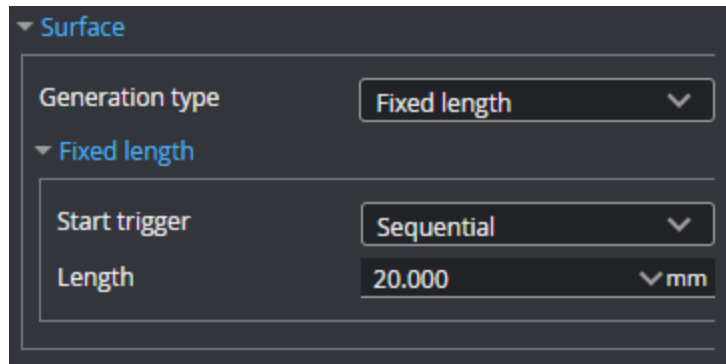 Surface
Generation type Fixed length
Fixed length
Start trigger Sequential
Length 20.000 mm